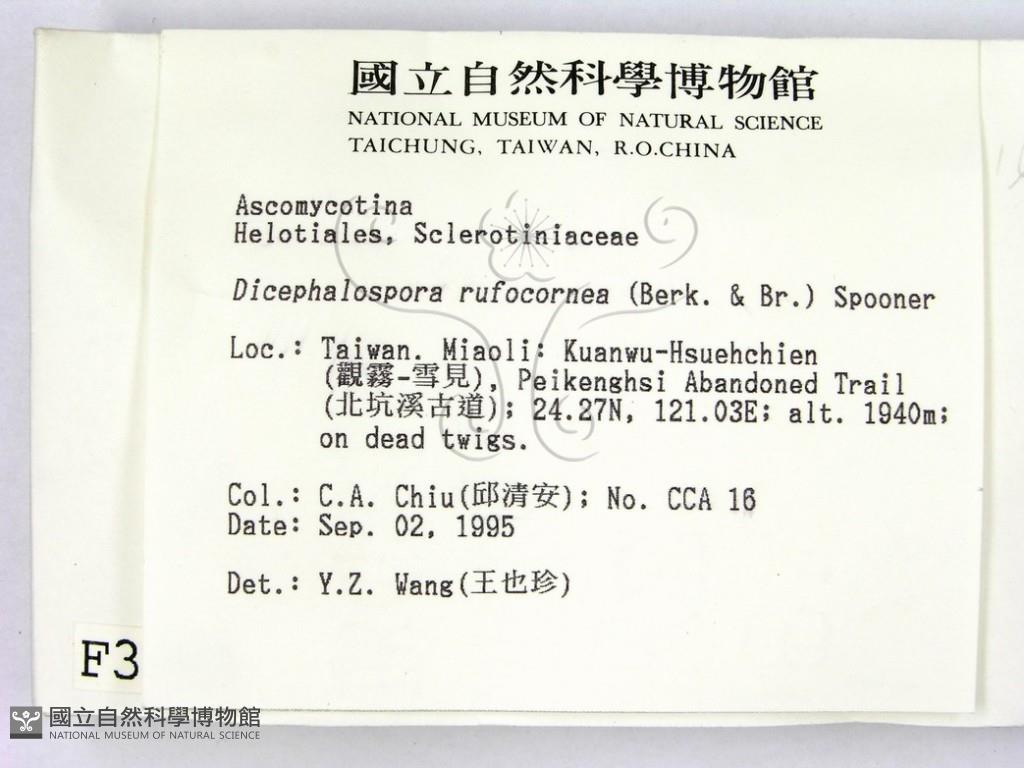 國立自然科學博物館
NATIONAL MUSEUM OF NATURAL SCIENCE
TAICHUNG, TAIWAN, R.O.CHINA
Ascomycotina
Helotiales, Sclerotiniaceae
Dicephalospora rufocornea (Berk. & Br.) Spooner
Loc.: Taiwan. Miaoli: Kuanwu-Hsuehchien
(觀霧-雪見), Peikenghsi Abandoned Trail
(北坑溪古道); 24.27N, 121.03E; alt. 1940m;
on dead twigs.
Col.: C.A. Chiu(邱清安); No. CCA 16
Date: Sep. 02, 1995
Det.: Y.Z. Wang(王也珍)
F3
國立自然科學博物館
NATIONAL MUSEUM OF NATURAL SCIENCE